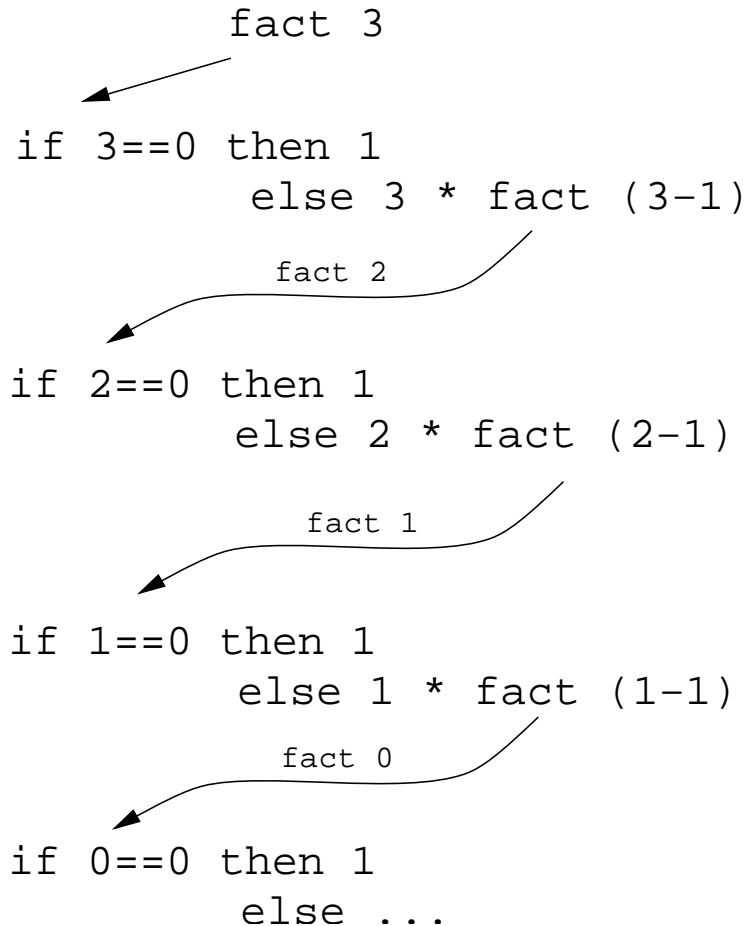 fact 3
if 3==0 then 1
else 3 * fact (3-1)
fact 2
if 2==0 then 1
else 2 * fact (2-1)
fact 1
if 1==0 then 1
else 1 * fact (1-1)
fact 0
if 0==0 then 1
else ...